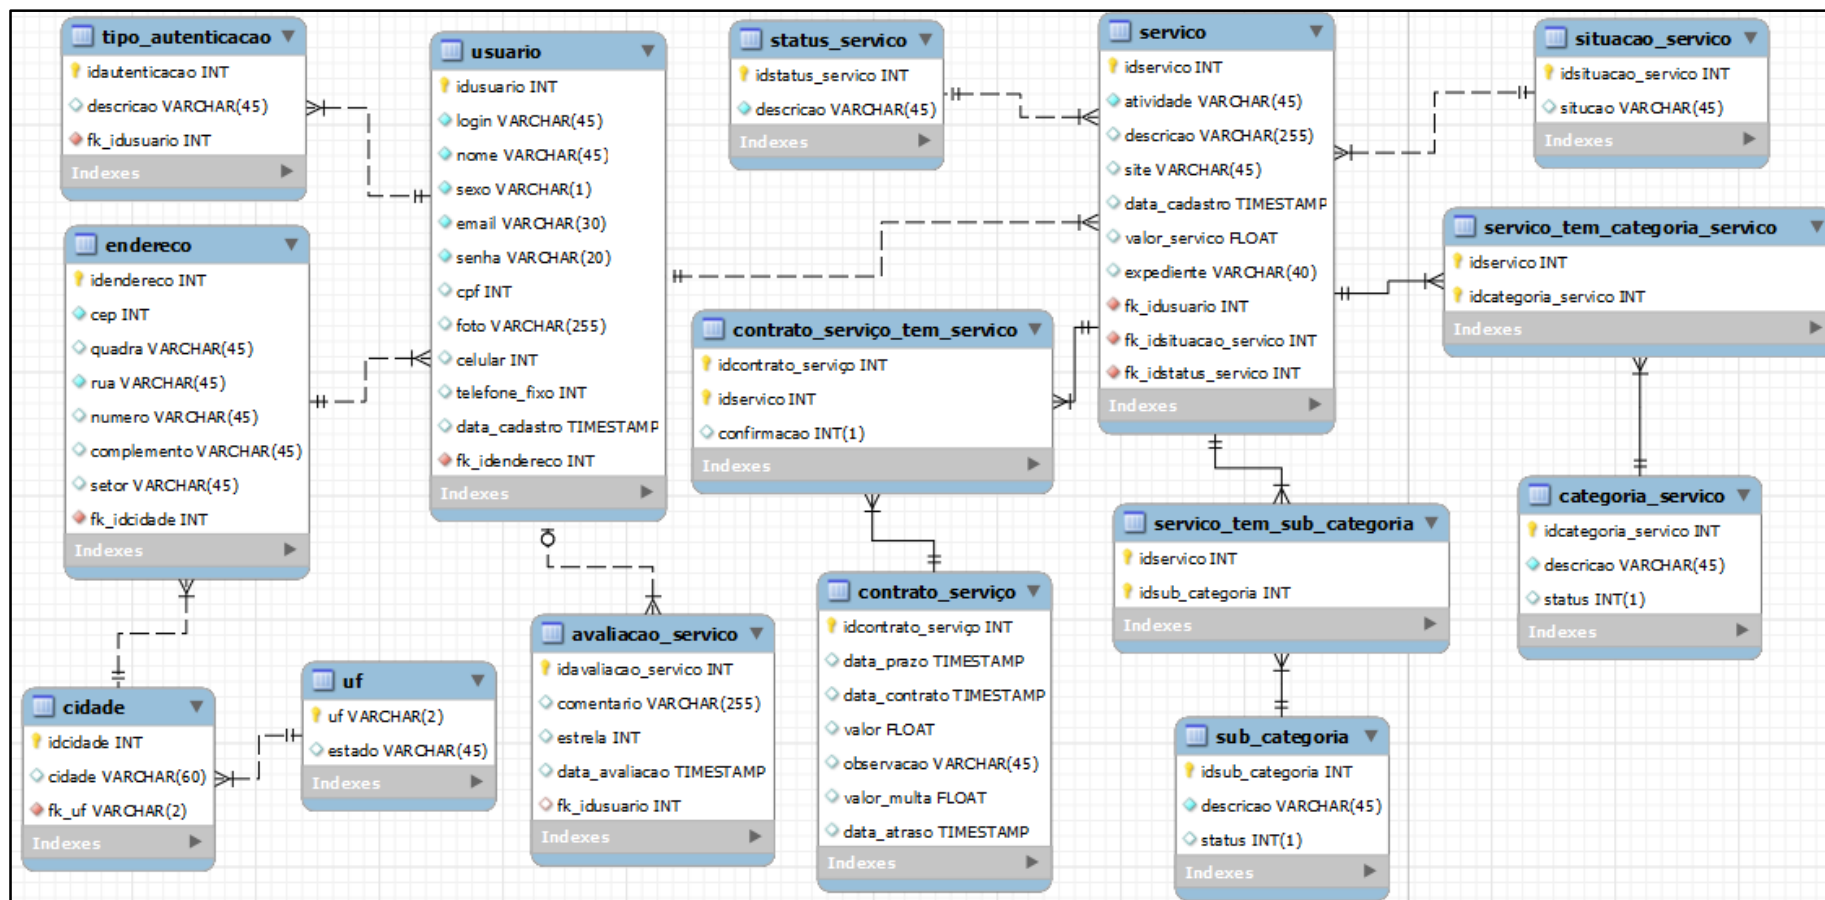 tipo_autenticacao
idautenticacao INT
descricao VARCHAR(45)
fk_idusuario INT
Indexes
usuario
idusuario INT
login VARCHAR(45)
nome VARCHAR(45)
sexo VARCHAR(1)
email VARCHAR(30)
senha VARCHAR(20)
cpf INT
foto VARCHAR(255)
celular INT
telefone_fixo INT
data_cadastro TIMESTAMP
fk_idendereco INT
Indexes
status_servico
idstatus_servico INT
descricao VARCHAR(45)
Indexes
servico
idservico INT
atividade VARCHAR(45)
descricao VARCHAR(255)
site VARCHAR(45)
data_cadastro TIMESTAMP
valor_servico FLOAT
expediente VARCHAR(40)
fk_idusuario INT
fk_idsituacao_servico INT
fk_idstatus_servico INT
Indexes
situacao_servico
idsituacao_servico INT
situcao VARCHAR(45)
Indexes
servico_tem_categoria_servico
idservico INT
idcategoria_servico INT
Indexes
endereco
idendereco INT
cep INT
quadra VARCHAR(45)
rua VARCHAR(45)
numero VARCHAR(45)
complemento VARCHAR(45)
setor VARCHAR(45)
fk_idcidade INT
Indexes
contrato_serviço_tem_servico
idcontrato_serviço INT
idservico INT
confirmacao INT(1)
Indexes
servico_tem_sub_categoria
idservico INT
idsub_categoria INT
Indexes
categoria_servico
idcategoria_servico INT
descricao VARCHAR(45)
status INT(1)
Indexes
cidade
idcidade INT
cidade VARCHAR(60)
fk_uf VARCHAR(2)
Indexes
uf
uf VARCHAR(2)
estado VARCHAR(45)
Indexes
avaliacao_servico
idavaliacao_servico INT
comentario VARCHAR(255)
estrela INT
data_avaliacao TIMESTAMP
fk_idusuario INT
Indexes
contrato_serviço
idcontrato_serviço INT
data_prazo TIMESTAMP
data_contrato TIMESTAMP
valor FLOAT
observacao VARCHAR(45)
valor_multa FLOAT
data_atraso TIMESTAMP
Indexes
sub_categoria
idsub_categoria INT
descricao VARCHAR(45)
status INT(1)
Indexes